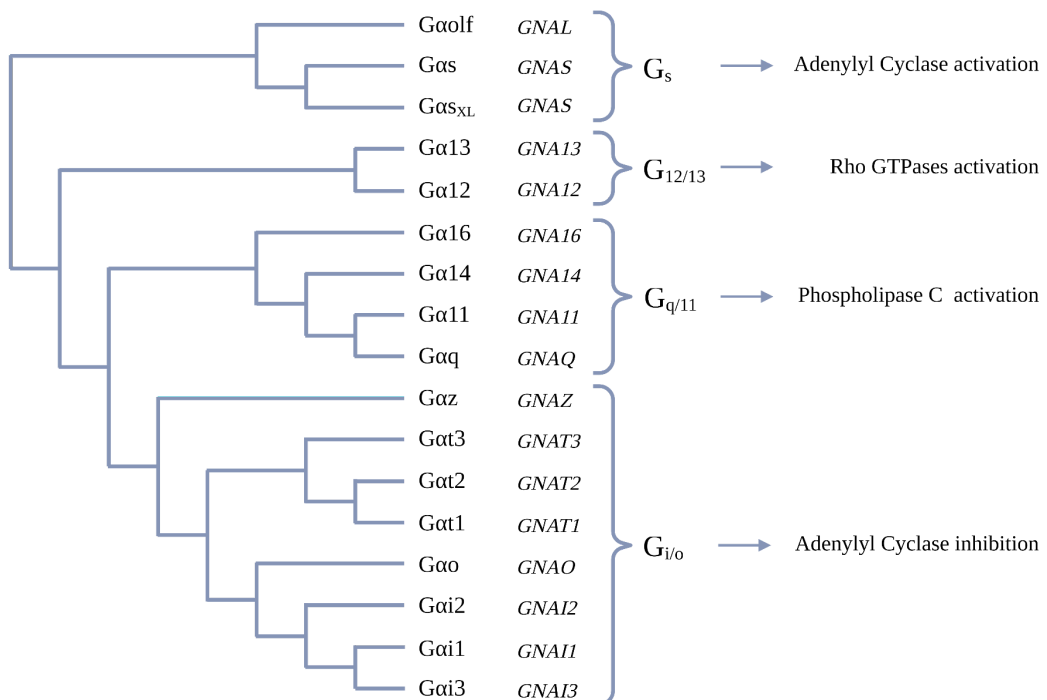 Gαolf GNAL
Gαs GNAS Gs Adenylyl Cyclase activation
GαsXL GNAS
Gα13 GNA13
G12/13 Rho GTPases activation
Gα12 GNA12
Gα16 GNA16
Gα14 GNA14
Gq/11 Phospholipase C activation
Gα11 GNA11
Gαq GNAQ
Gαz GNAZ
Gαt3 GNAT3
Gαt2 GNAT2
Gαt1 GNAT1
Gi/o Adenylyl Cyclase inhibition
Gαo GNAO
Gαi2 GNAI2
Gαi1 GNAI1
Gαi3 GNAI3